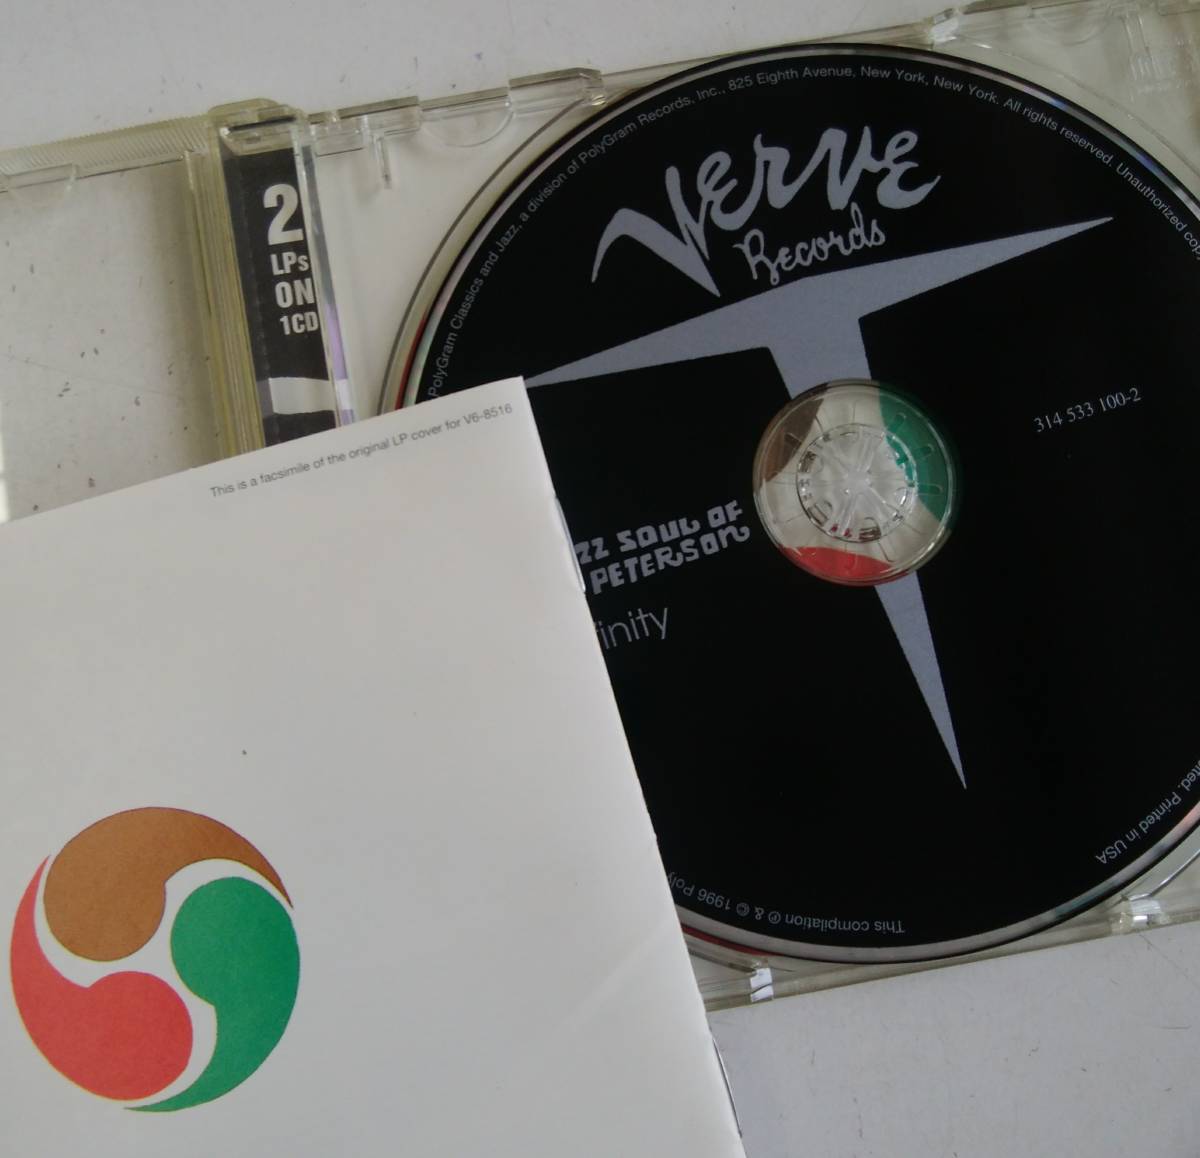 PolyGram Classics and Jazz, a division of PolyGram Records, Inc., 825 Eighth Avenue, New York, New York. All rights reserved. Unauthorized
VERVE
Records
2
LPs
ON
1CD
314 533 100-2
This is a facsimile of the original LP cover for V6-8516
SOUL OF
PETERSON
This compilation ℗ & © 1996
Printed in USA